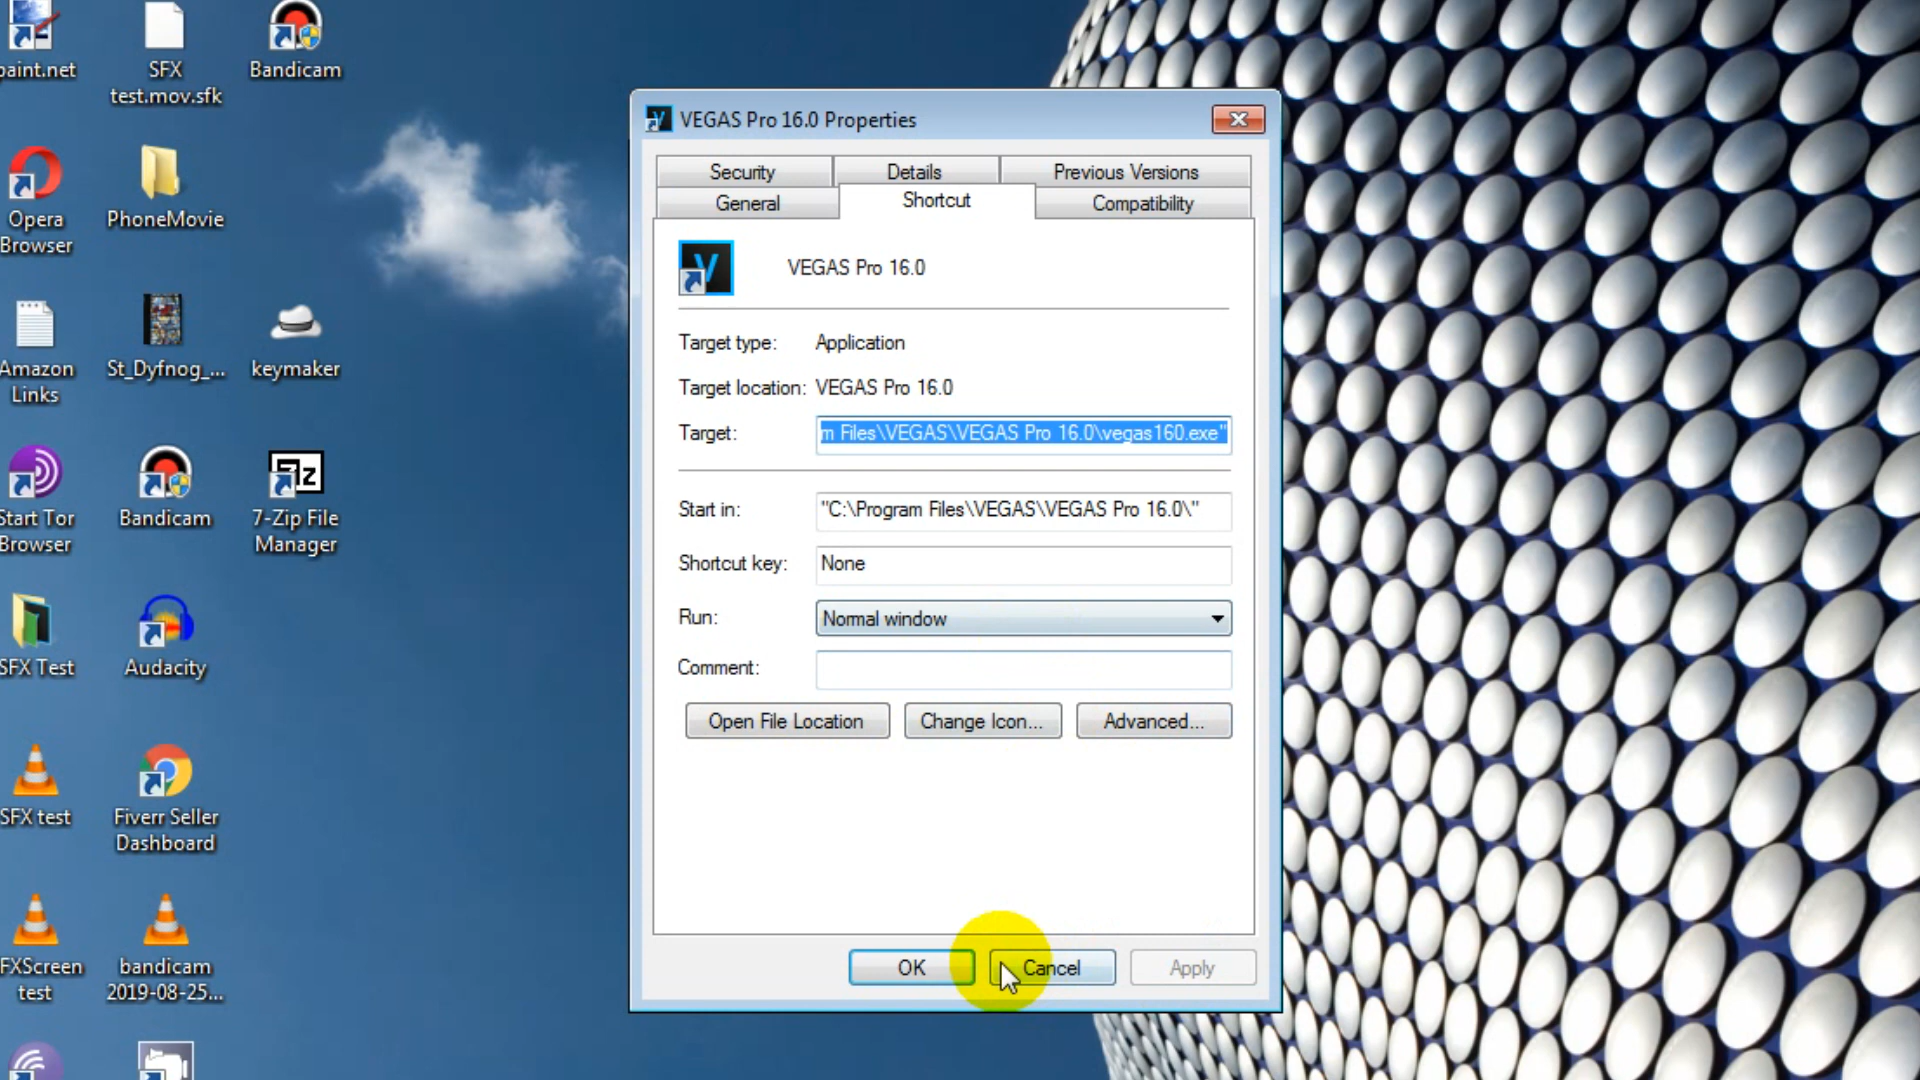 paint.net
SFX
test.mov.sfk
Bandicam
Opera
Browser
PhoneMovie
Amazon
Links
St_Dyfnog_...
keymaker
Start Tor
Browser
Bandicam
7-Zip File
Manager
SFX Test
Audacity
SFX test
Fiverr Seller
Dashboard
FXScreen
test
bandicam
2019-08-25...
VEGAS Pro 16.0 Properties
Security
Details
Previous Versions
General
Shortcut
Compatibility
VEGAS Pro 16.0
Target type: Application
Target location: VEGAS Pro 16.0
Target: m Files\VEGAS\VEGAS Pro 16.0\vegas160.exe"
Start in: "C:\Program Files\VEGAS\VEGAS Pro 16.0\"
Shortcut key: None
Run: Normal window
Comment:
Open File Location
Change Icon...
Advanced...
OK
Cancel
Apply